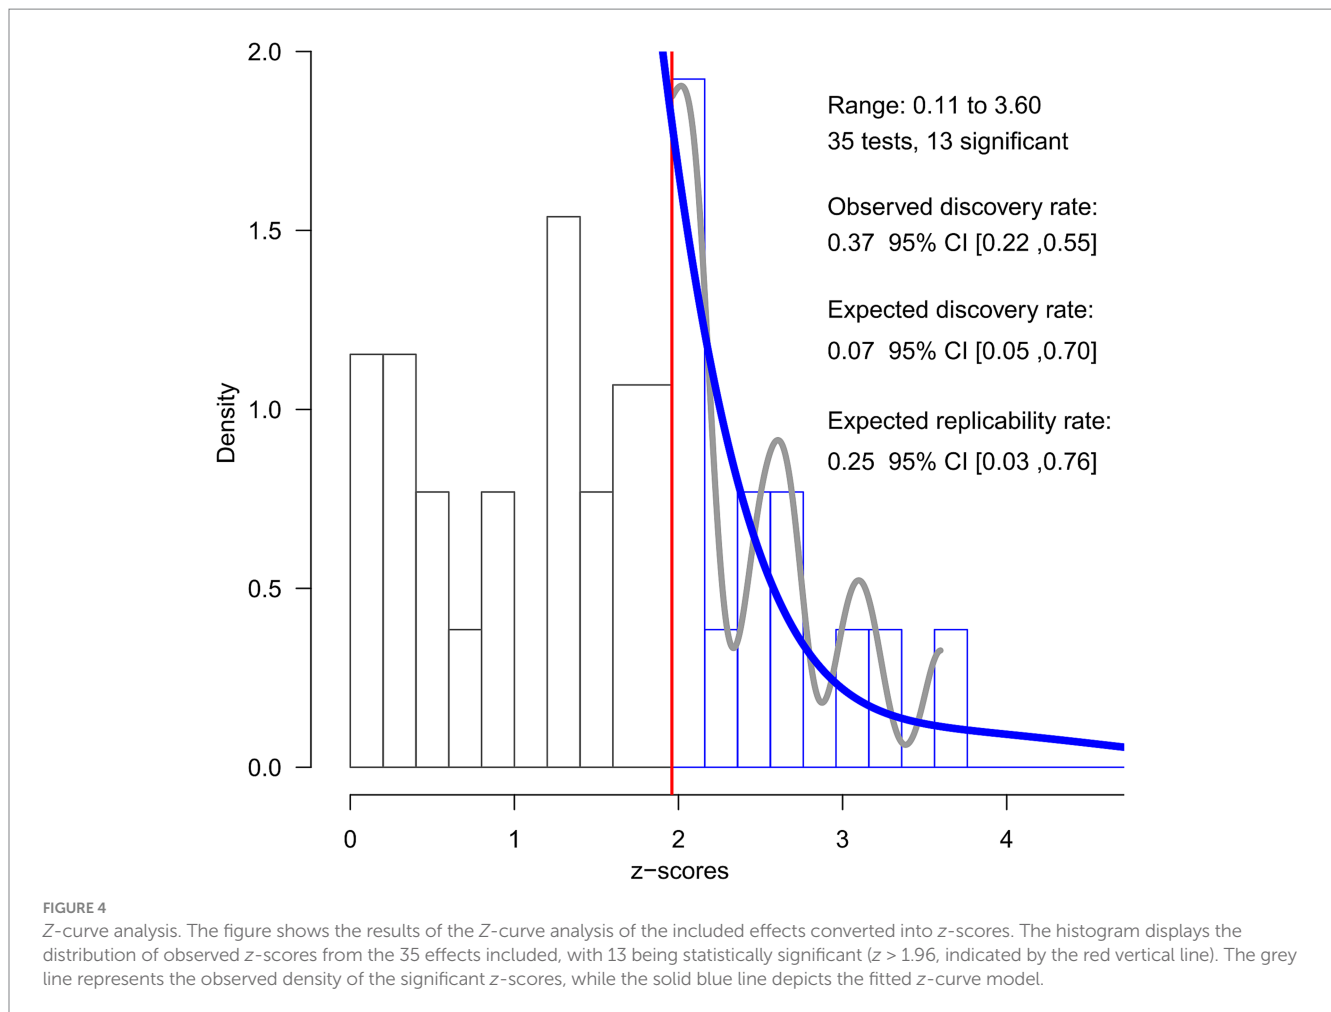 2.0
1.5
1.0
0.5
0.0
Density
0 1 2 3 4
z−scores
Range: 0.11 to 3.60
35 tests, 13 significant
Observed discovery rate:
0.37 95% CI [0.22 ,0.55]
Expected discovery rate:
0.07 95% CI [0.05 ,0.70]
Expected replicability rate:
0.25 95% CI [0.03 ,0.76]
FIGURE 4
Z-curve analysis. The figure shows the results of the Z-curve analysis of the included effects converted into z-scores. The histogram displays the
distribution of observed z-scores from the 35 effects included, with 13 being statistically significant (z > 1.96, indicated by the red vertical line). The grey
line represents the observed density of the significant z-scores, while the solid blue line depicts the fitted z-curve model.